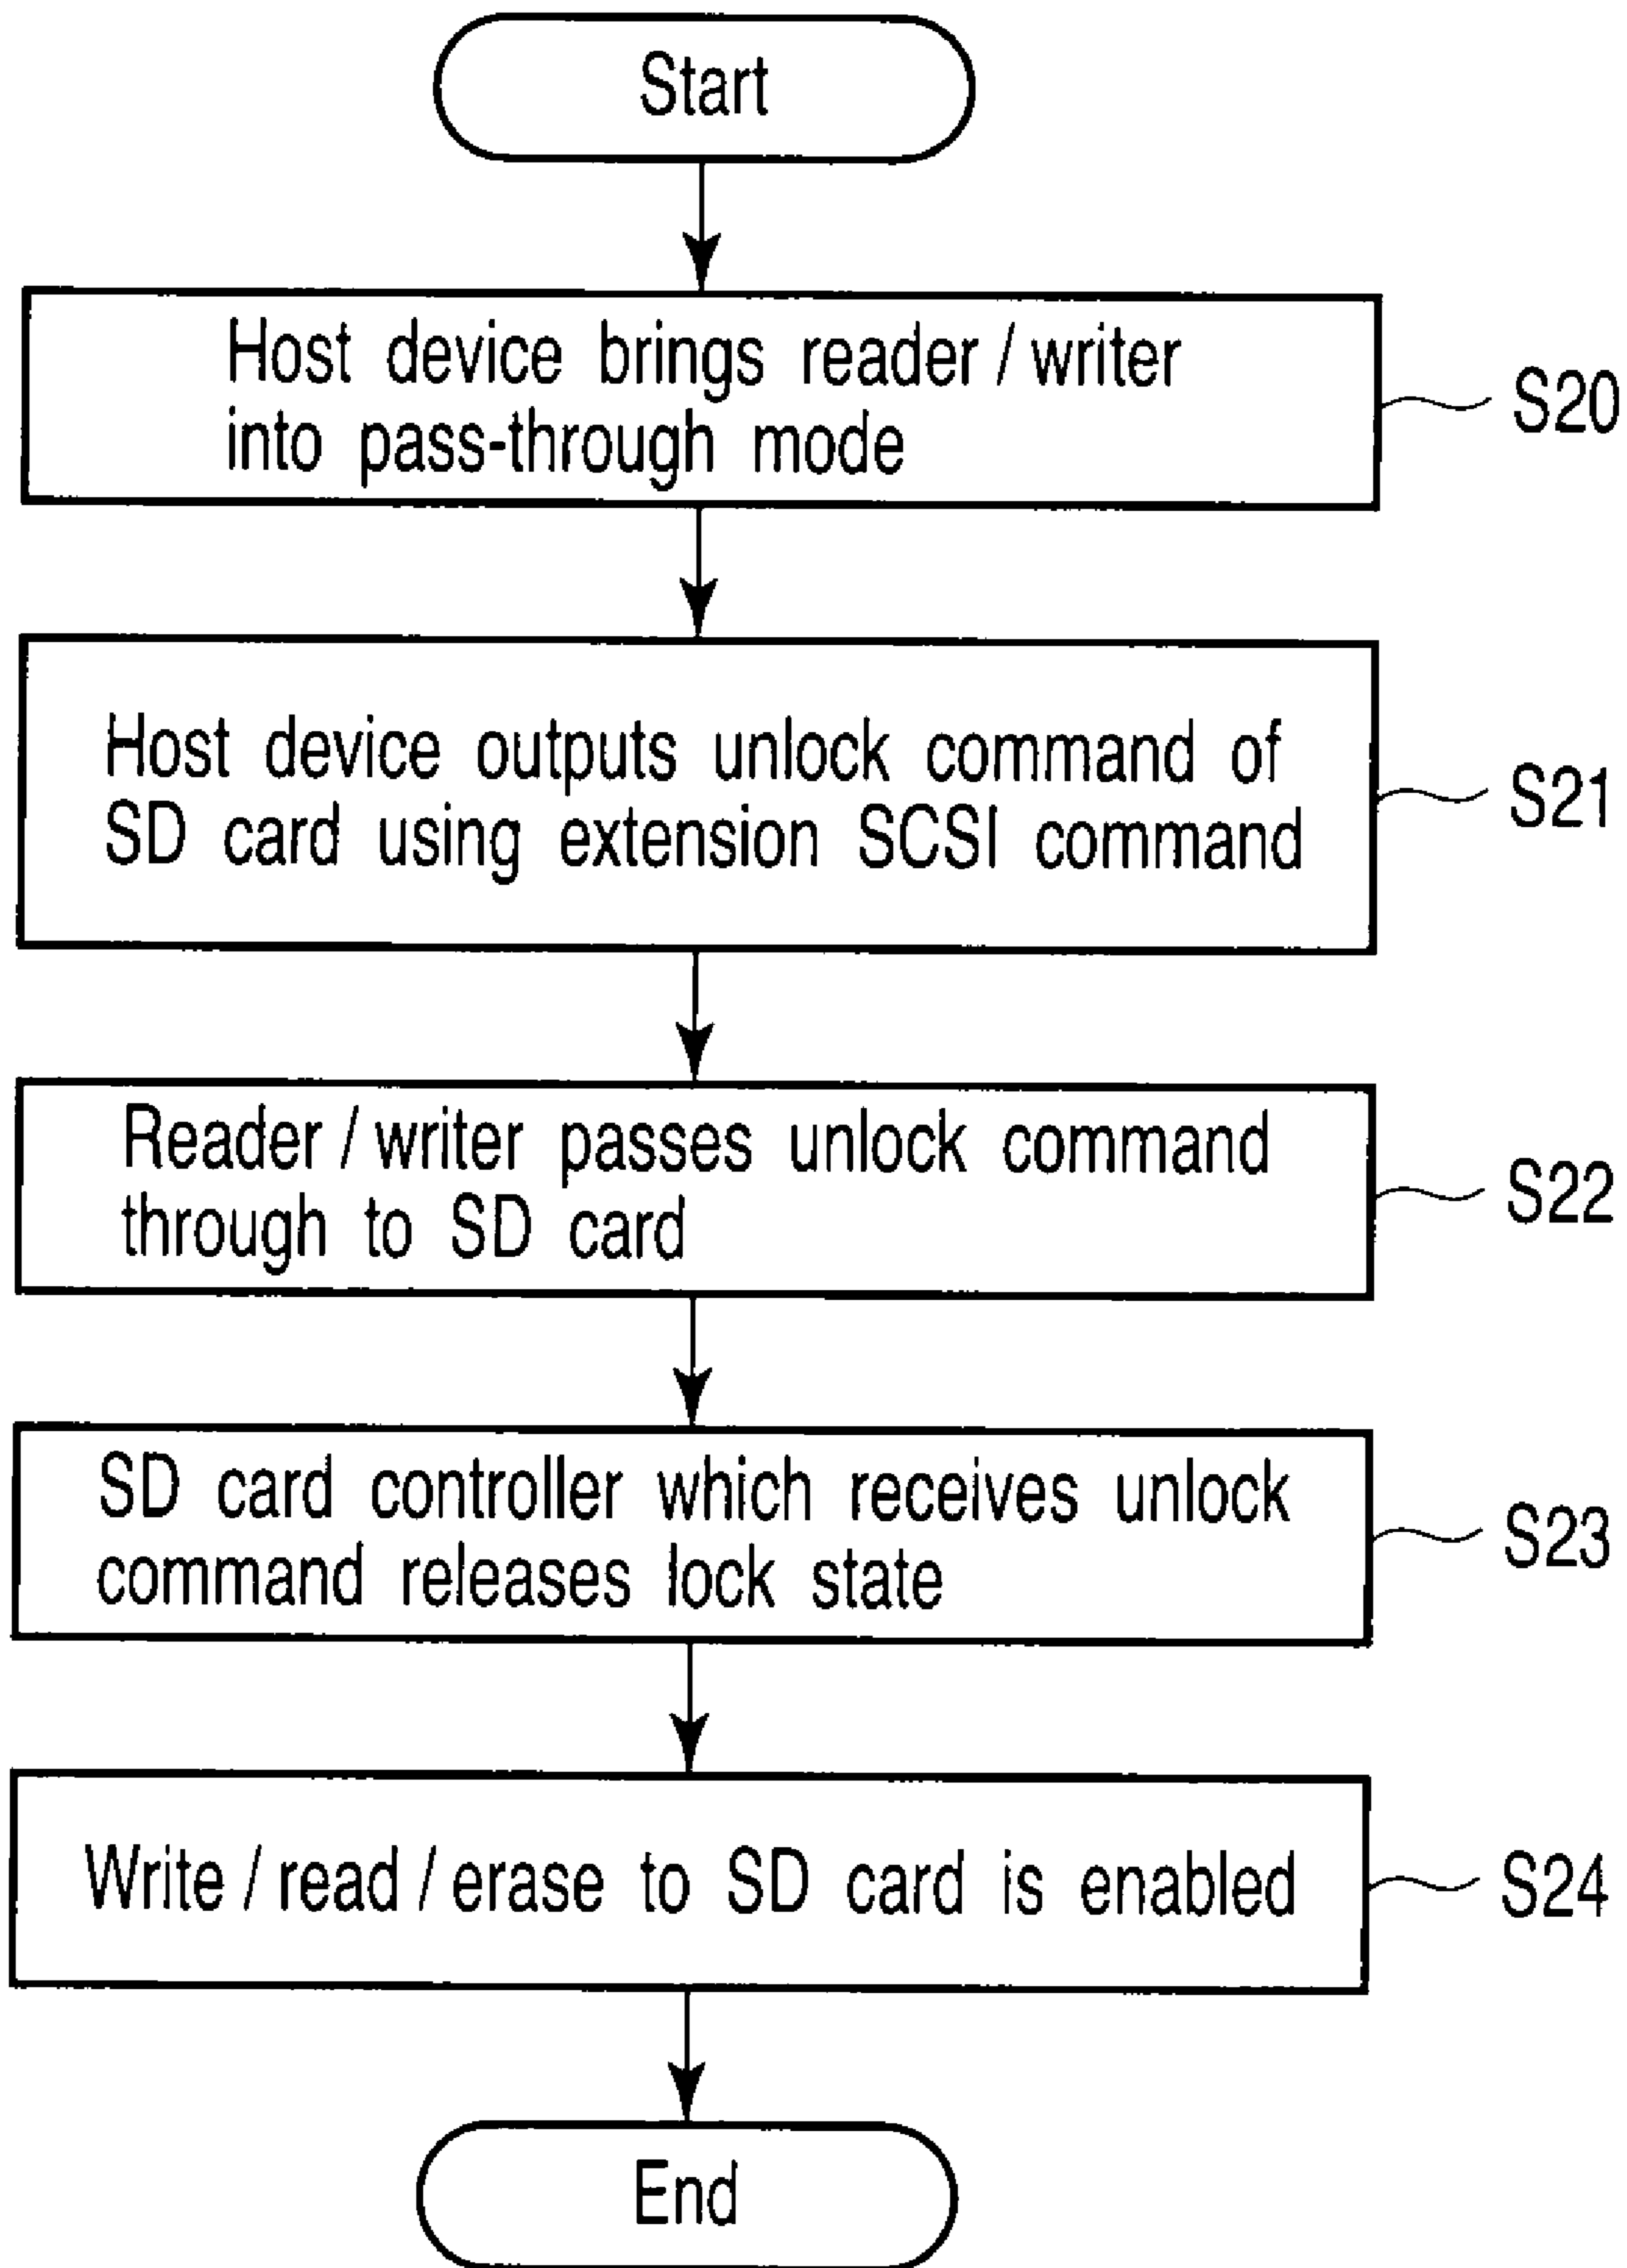 Start
Host device brings reader / writer
into pass-through mode
S20
Host device outputs unlock command of
SD card using extension SCSI command
S21
Reader / writer passes unlock command
through to SD card
S22
SD card controller which receives unlock
command releases lock state
S23
Write / read / erase to SD card is enabled
S24
End